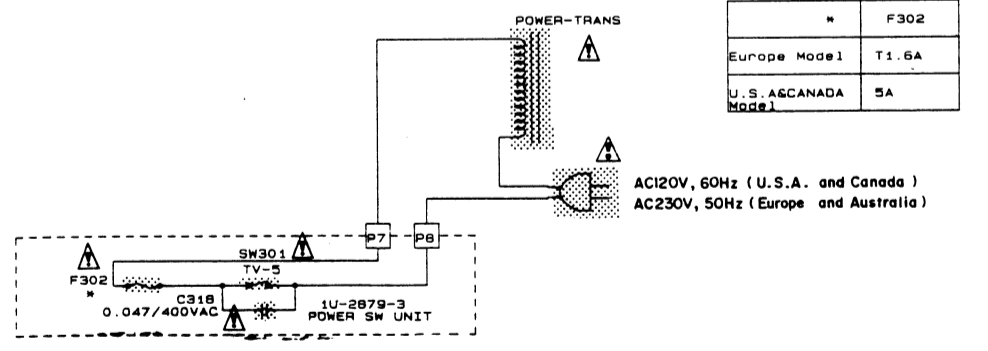 POWER-TRANS
* F302
Europe Model T1.6A
U.S.A&CANADA Model 5A
AC120V, 60Hz (U.S.A. and Canada)
AC230V, 50Hz (Europe and Australia)
P7 P8
SW301
TV-5
F302
*
C318
0.047/400VAC
1U-2879-3
POWER SW UNIT